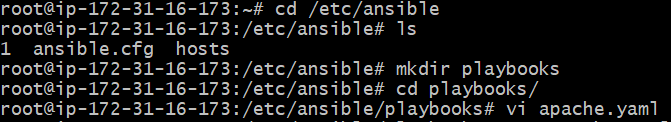 root@ip-172-31-16-173:~# cd /etc/ansible
root@ip-172-31-16-173:/etc/ansible# ls
1  ansible.cfg  hosts
root@ip-172-31-16-173:/etc/ansible# mkdir playbooks
root@ip-172-31-16-173:/etc/ansible# cd playbooks/
root@ip-172-31-16-173:/etc/ansible/playbooks# vi apache.yaml